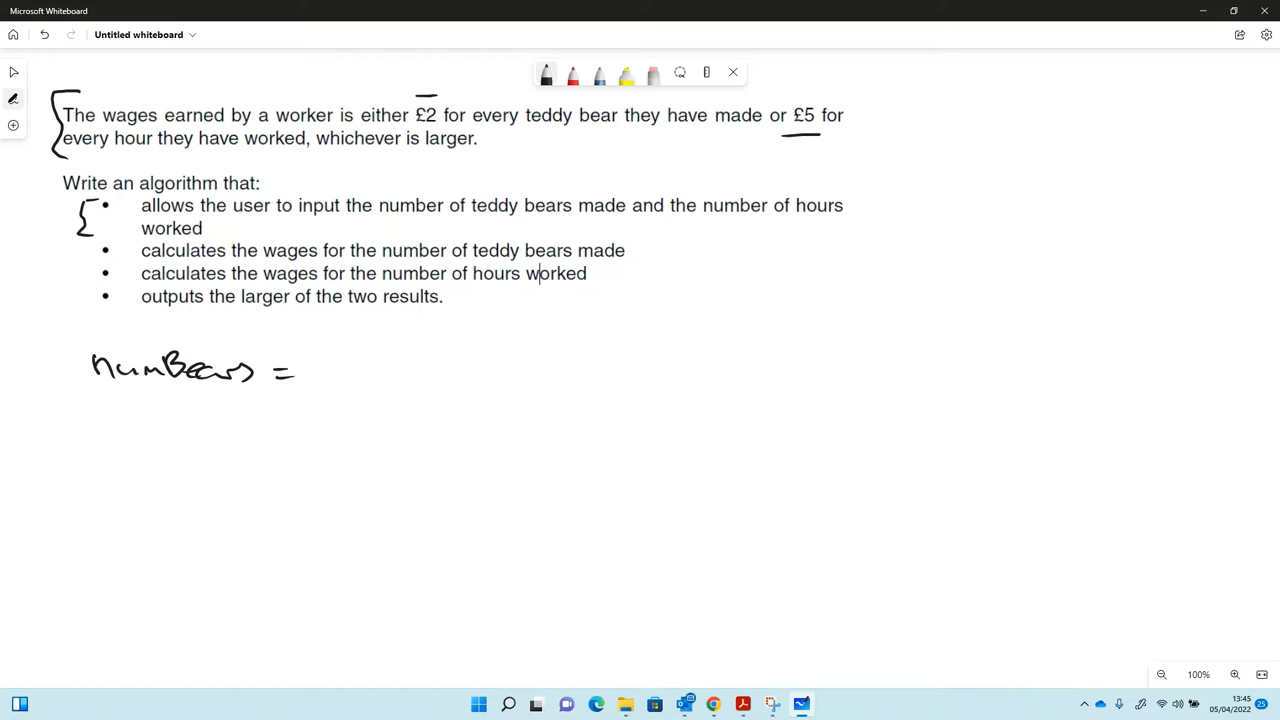 Microsoft Whiteboard
Untitled whiteboard
The wages earned by a worker is either £2 for every teddy bear they have made or £5 for
every hour they have worked, whichever is larger.
Write an algorithm that:
• allows the user to input the number of teddy bears made and the number of hours
worked
• calculates the wages for the number of teddy bears made
• calculates the wages for the number of hours worked
• outputs the larger of the two results.
numBears =
100%
13:45
05/04/2022
25